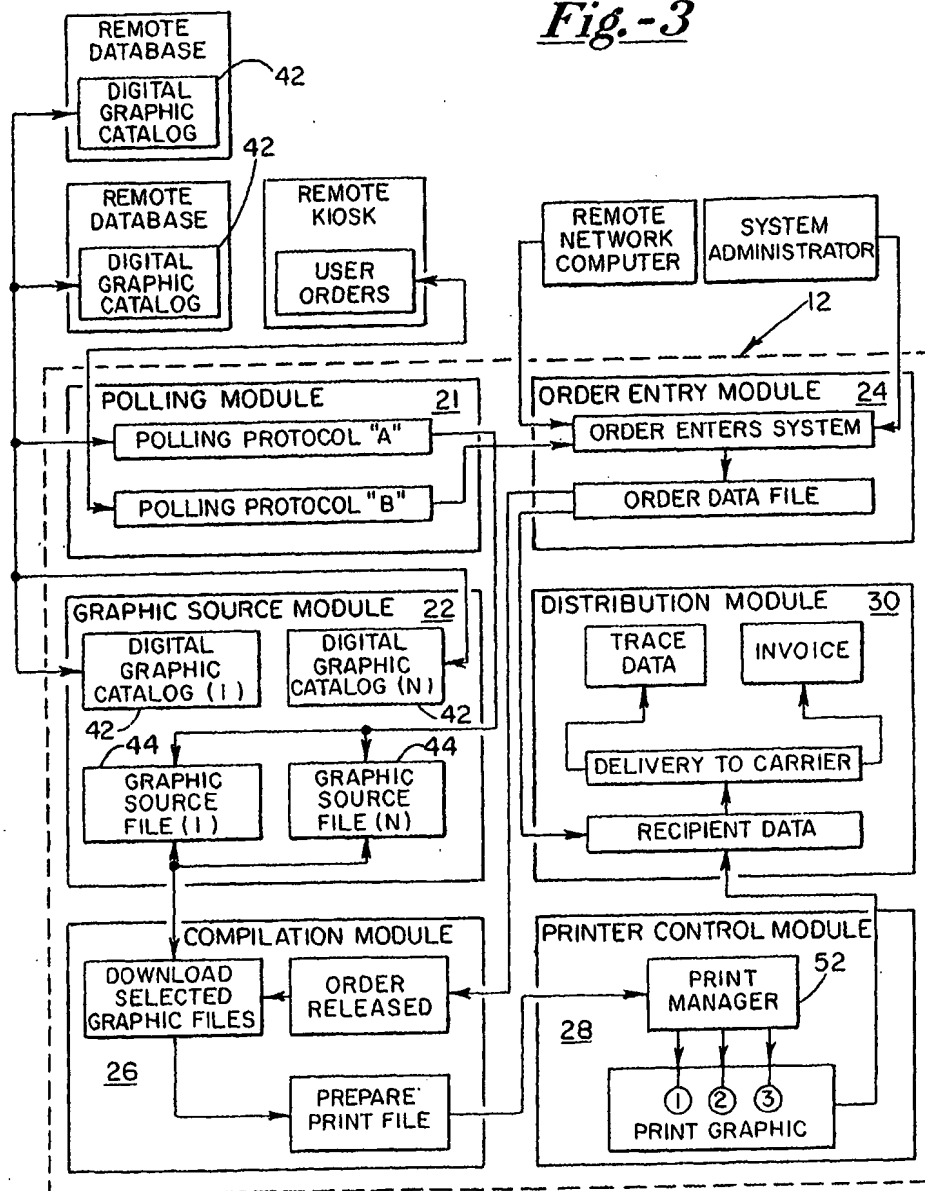 Fig.-3
REMOTE
DATABASE
42
DIGITAL
GRAPHIC
CATALOG
42
REMOTE
DATABASE
DIGITAL
GRAPHIC
CATALOG
REMOTE
KIOSK
USER
ORDERS
REMOTE
NETWORK
COMPUTER
SYSTEM
ADMINISTRATOR
12
POLLING MODULE 21
POLLING PROTOCOL "A"
POLLING PROTOCOL "B"
ORDER ENTRY MODULE 24
ORDER ENTERS SYSTEM
ORDER DATA FILE
GRAPHIC SOURCE MODULE 22
DIGITAL
GRAPHIC
CATALOG (1)
42
DIGITAL
GRAPHIC
CATALOG (N)
42
44
GRAPHIC
SOURCE
FILE (1)
44
GRAPHIC
SOURCE
FILE (N)
DISTRIBUTION MODULE 30
TRACE
DATA
INVOICE
DELIVERY TO CARRIER
RECIPIENT DATA
COMPILATION MODULE
DOWNLOAD
SELECTED
GRAPHIC FILES
ORDER
RELEASED
26
PREPARE
PRINT FILE
PRINTER CONTROL MODULE
PRINT
MANAGER
52
28
1 2 3
PRINT GRAPHIC